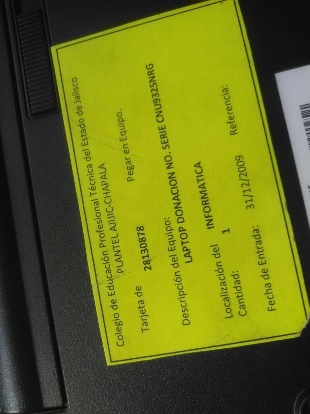 Colegio de Educación Profesional Técnica del Estado de Jalisco
PLANTEL AJIJIC-CHAPALA
Tarjeta de Pegar en Equipo.
28130878
Descripción del Equipo:
LAPTOP DONACION NO. SERIE CNU9325NRG
INFORMATICA
Localización del
Cantidad: 1 Referencia:
Fecha de Entrada: 31/12/2009